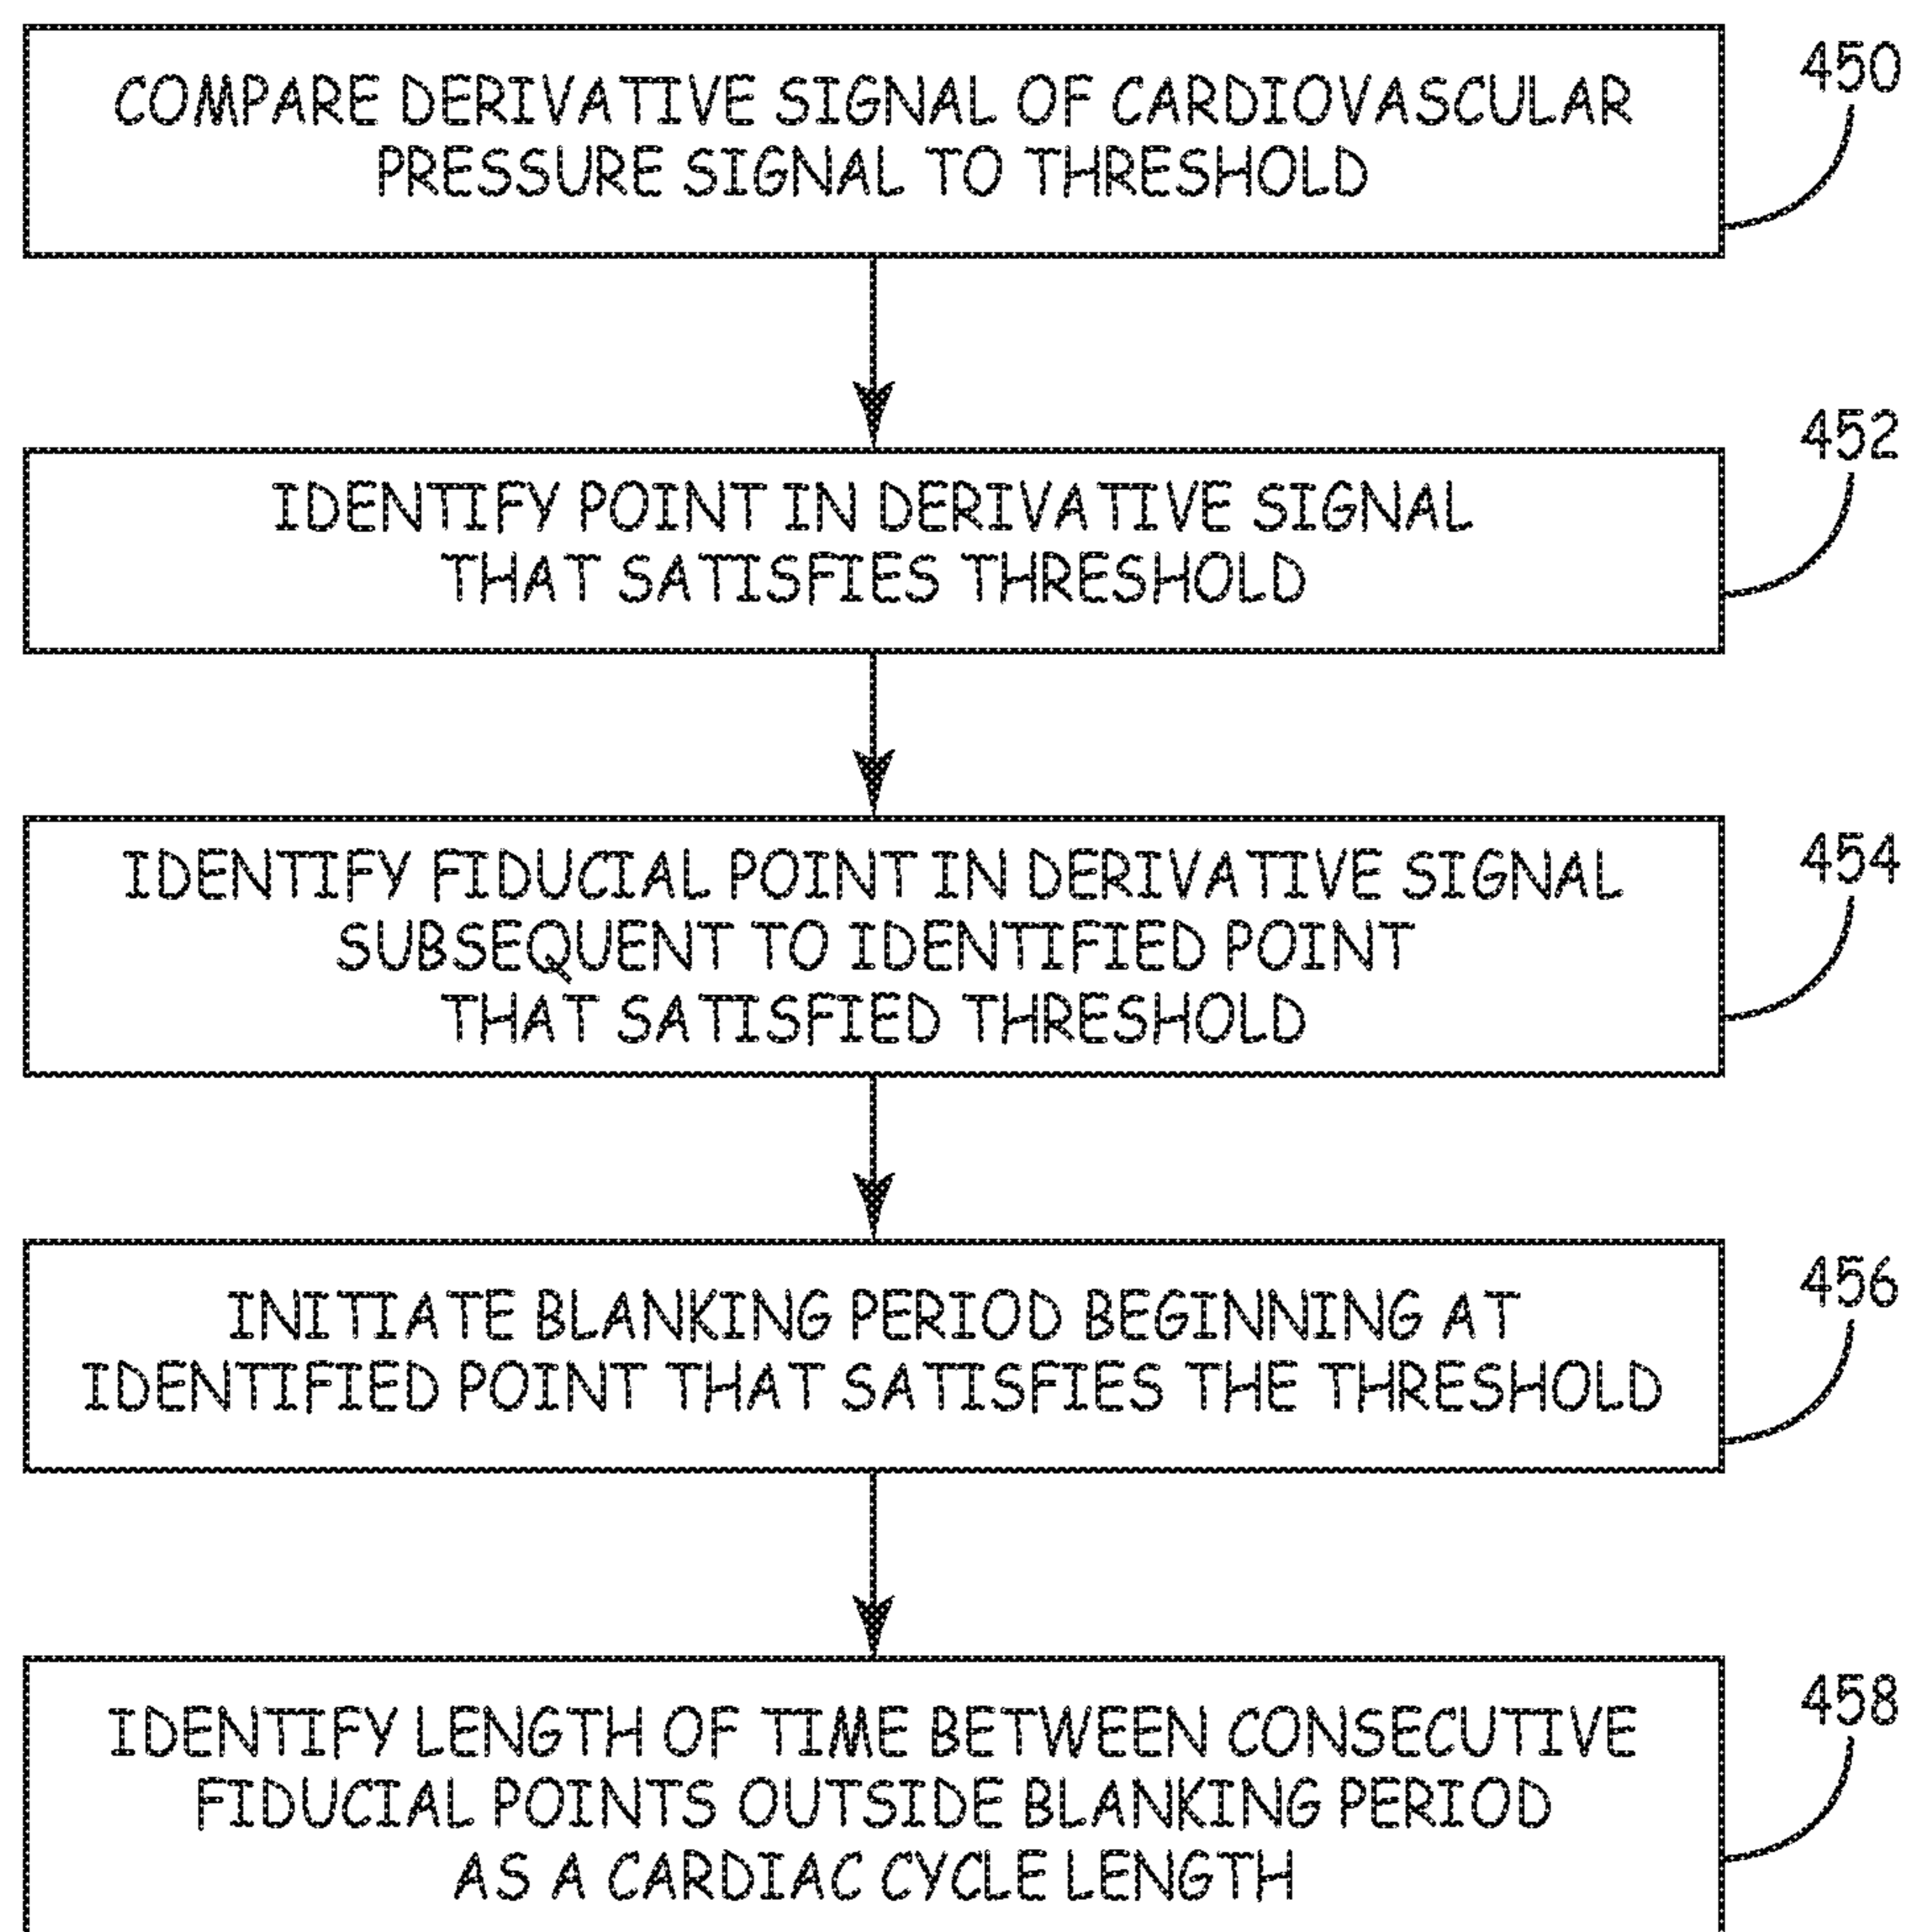 COMPARE DERIVATIVE SIGNAL OF CARDIOVASCULAR
PRESSURE SIGNAL TO THRESHOLD
450
IDENTIFY POINT IN DERIVATIVE SIGNAL
THAT SATISFIES THRESHOLD
452
IDENTIFY FIDUCIAL POINT IN DERIVATIVE SIGNAL
SUBSEQUENT TO IDENTIFIED POINT
THAT SATISFIED THRESHOLD
454
INITIATE BLANKING PERIOD BEGINNING AT
IDENTIFIED POINT THAT SATISFIES THE THRESHOLD
456
IDENTIFY LENGTH OF TIME BETWEEN CONSECUTIVE
FIDUCIAL POINTS OUTSIDE BLANKING PERIOD
AS A CARDIAC CYCLE LENGTH
458